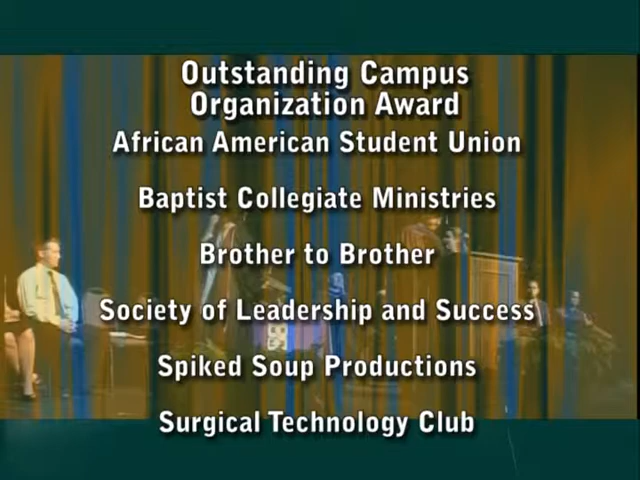 Outstanding Campus
Organization Award
African American Student Union
Baptist Collegiate Ministries
Brother to Brother
Society of Leadership and Success
Spiked Soup Productions
Surgical Technology Club